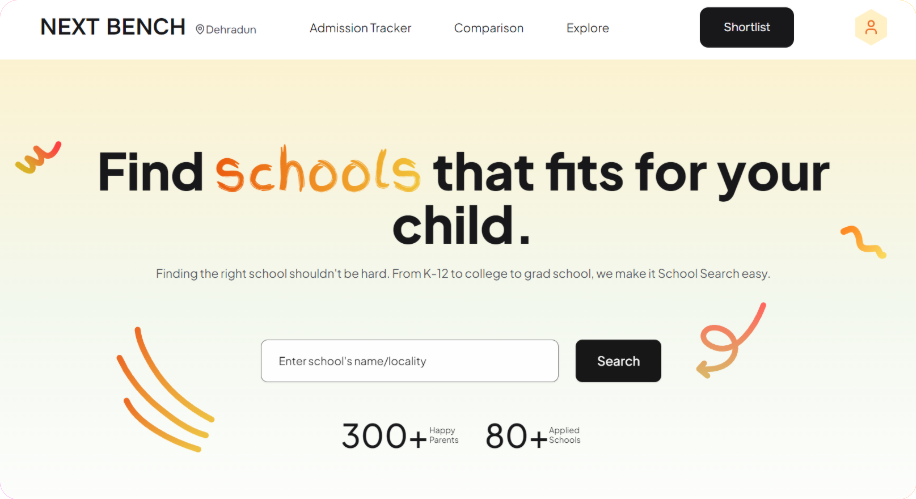 NEXT BENCH Dehradun Admission Tracker Comparison Explore Shortlist
Find schools that fits for your
child.
Finding the right school shouldn't be hard. From K-12 to college to grad school, we make it School Search easy.
Enter school's name/locality Search
300+ Happy Parents 80+ Applied Schools